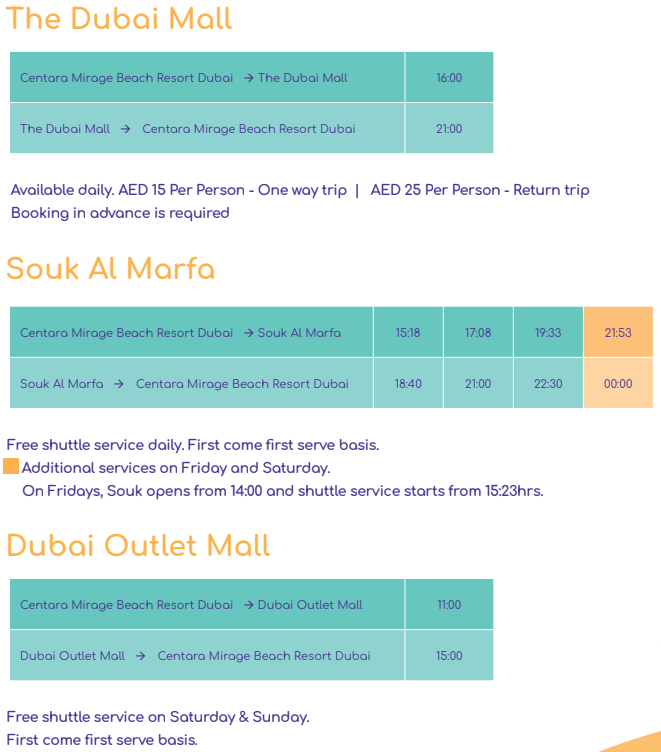 The Dubai Mall
Centara Mirage Beach Resort Dubai → The Dubai Mall 16:00
The Dubai Mall → Centara Mirage Beach Resort Dubai 21:00
Available daily. AED 15 Per Person - One way trip | AED 25 Per Person - Return trip
Booking in advance is required
Souk Al Marfa
Centara Mirage Beach Resort Dubai → Souk Al Marfa 15:18 17:08 19:33 21:53
Souk Al Marfa → Centara Mirage Beach Resort Dubai 18:40 21:00 22:30 00:00
Free shuttle service daily. First come first serve basis.
Additional services on Friday and Saturday.
On Fridays, Souk opens from 14:00 and shuttle service starts from 15:23hrs.
Dubai Outlet Mall
Centara Mirage Beach Resort Dubai → Dubai Outlet Mall 11:00
Dubai Outlet Mall → Centara Mirage Beach Resort Dubai 15:00
Free shuttle service on Saturday & Sunday.
First come first serve basis.